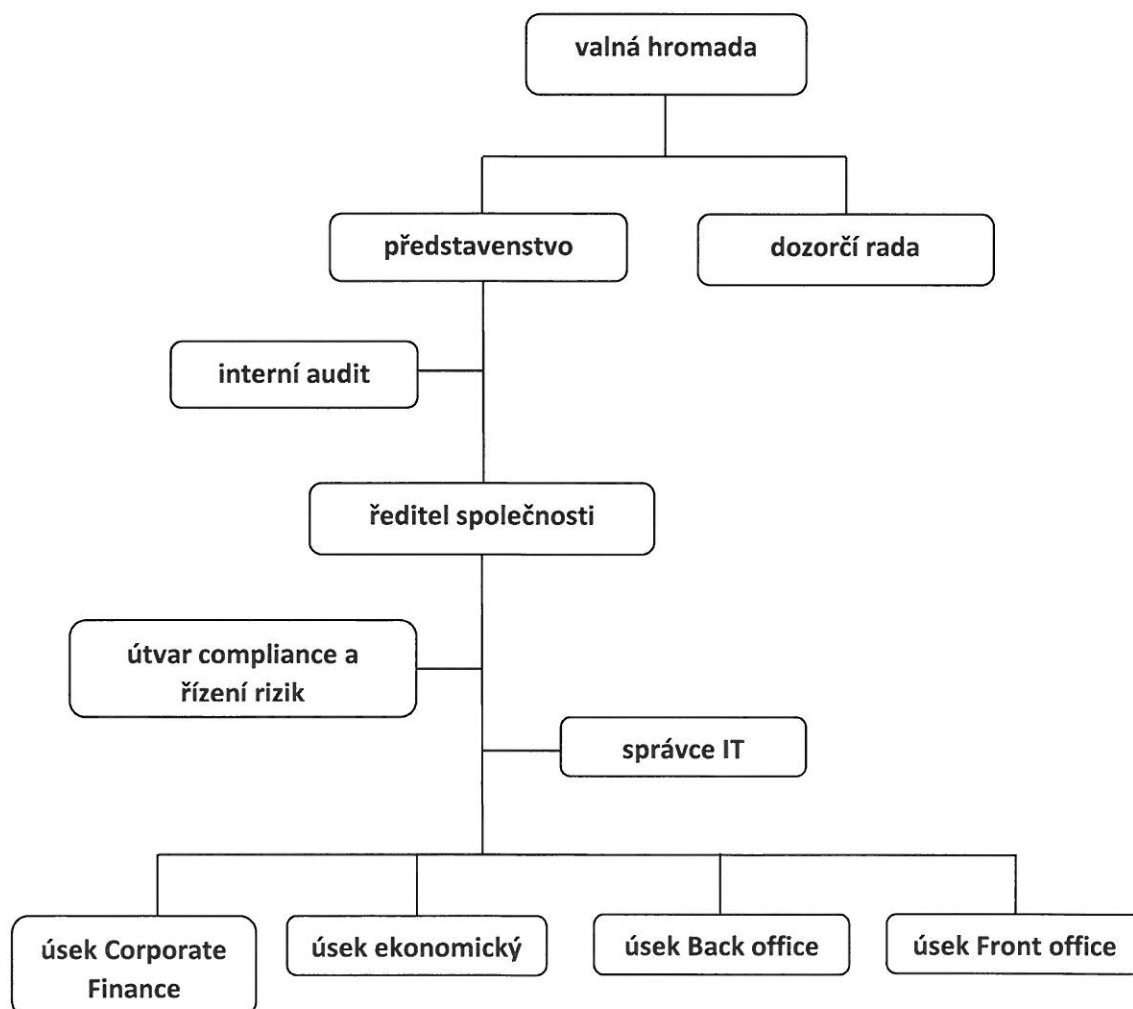 valná hromada
představenstvo
dozorčí rada
interní audit
ředitel společnosti
útvar compliance a
řízení rizik
správce IT
úsek Corporate
Finance
úsek ekonomický
úsek Back office
úsek Front office